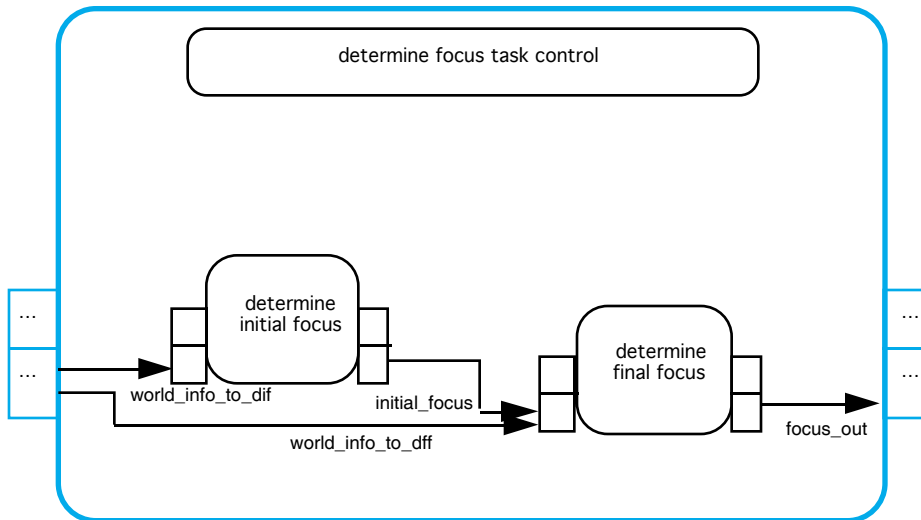 determine focus task control
determine
initial focus
...
...
...
...
determine
final focus
world_info_to_dif
initial_focus
world_info_to_dff
focus_out